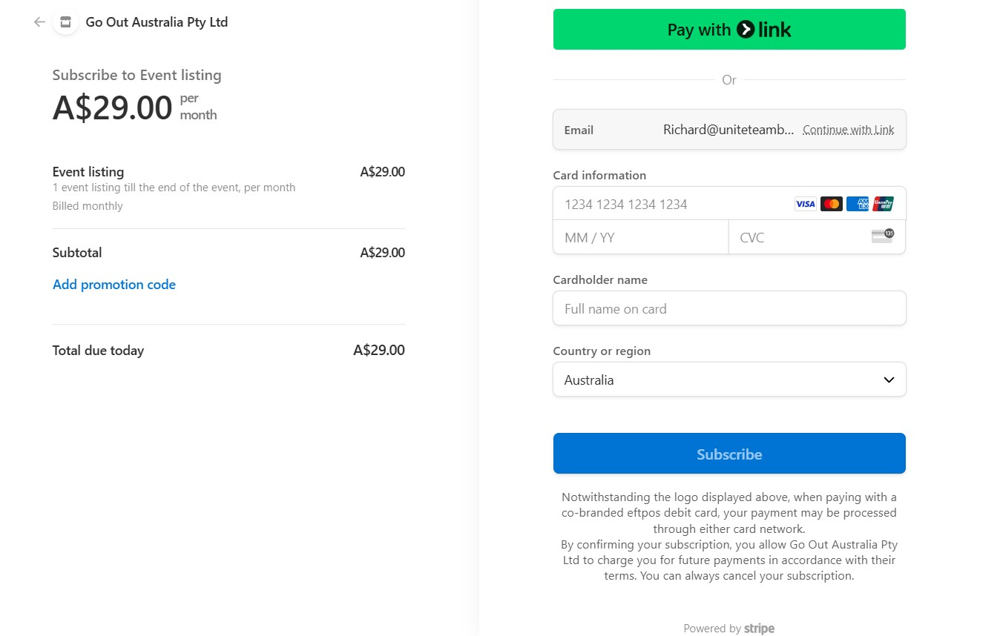 Go Out Australia Pty Ltd
Subscribe to Event listing
A$29.00 per month
Event listing A$29.00
1 event listing till the end of the event, per month
Billed monthly
Subtotal A$29.00
Add promotion code
Total due today A$29.00
Pay with link
Or
Email Richard@uniteteamb... Continue with Link
Card information
1234 1234 1234 1234 VISA AMEX UnionPay 银联
MM / YY CVC 135
Cardholder name
Full name on card
Country or region
Australia
Subscribe
Notwithstanding the logo displayed above, when paying with a
co-branded eftpos debit card, your payment may be processed
through either card network.
By confirming your subscription, you allow Go Out Australia Pty
Ltd to charge you for future payments in accordance with their
terms. You can always cancel your subscription.
Powered by stripe